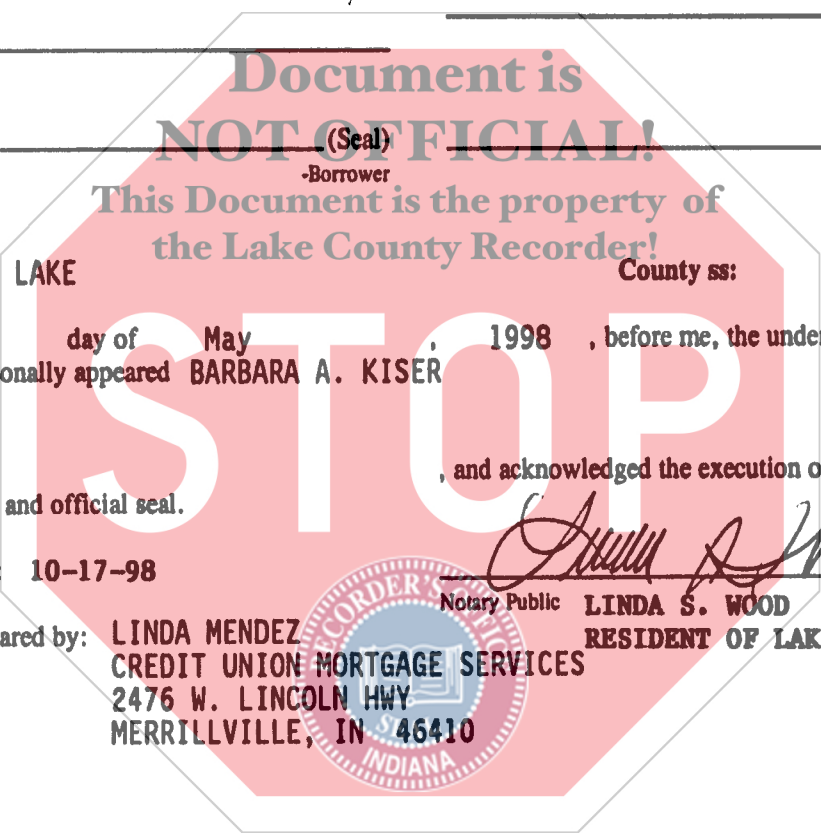 Document is
NOT OFFICIAL!
(Seal)
-Borrower
This Document is the property of
the Lake County Recorder!
LAKE County ss:
day of May , 1998 , before me, the under
onally appeared BARBARA A. KISER
STOP
, and acknowledged the execution o
and official seal.
: 10-17-98
Notary Public LINDA S. WOOD
ared by: LINDA MENDEZ RESIDENT OF LAK
CREDIT UNION MORTGAGE SERVICES
2476 W. LINCOLN HWY
MERRILLVILLE, IN 46410
RECORDER'S OFFICE
SEAL
INDIANA